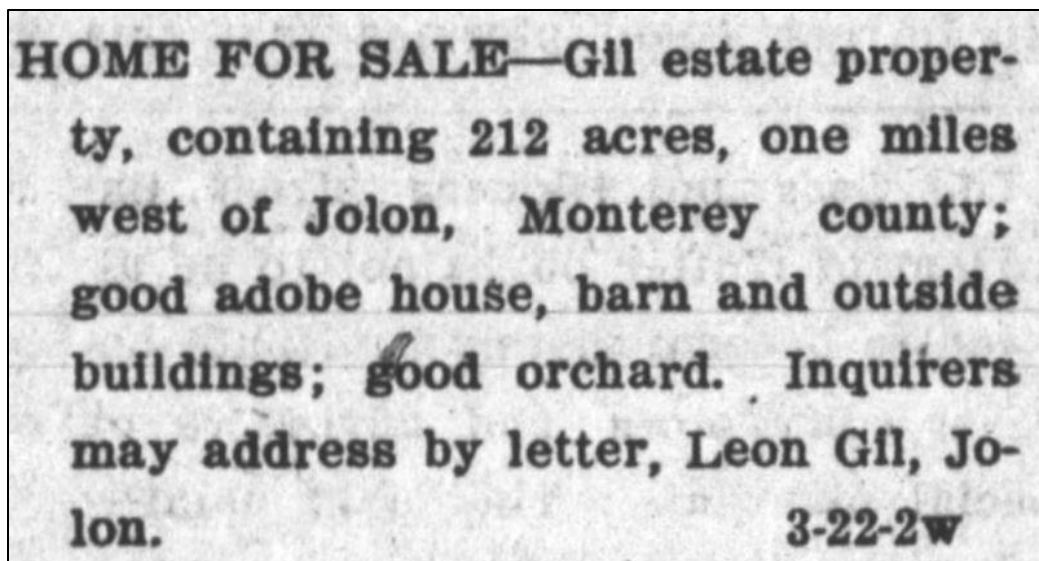 HOME FOR SALE—Gil estate proper-
ty, containing 212 acres, one miles
west of Jolon, Monterey county;
good adobe house, barn and outside
buildings; good orchard. Inquirers
may address by letter, Leon Gil, Jo-
lon. 3-22-2w